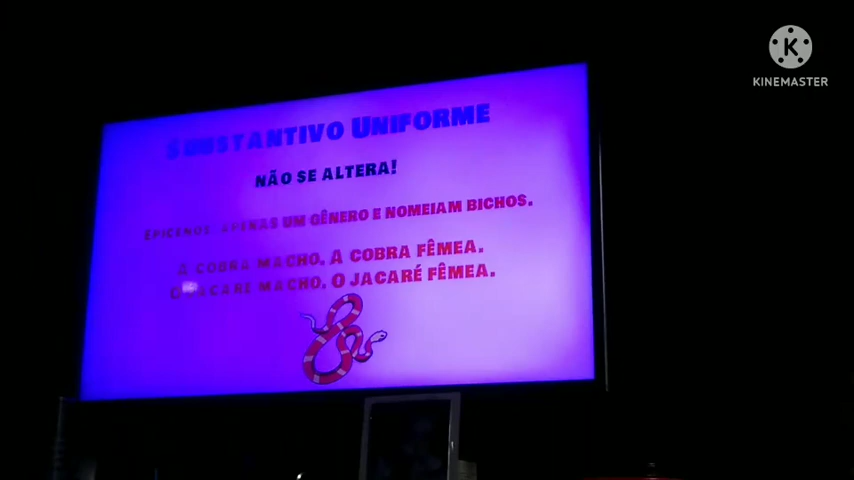 KINEMASTER
SUBSTANTIVO UNIFORME
NÃO SE ALTERA!
EPICENOS: APENAS UM GÊNERO E NOMEIAM BICHOS.
A COBRA MACHO. A COBRA FÊMEA.
O JACARÉ MACHO. O JACARÉ FÊMEA.